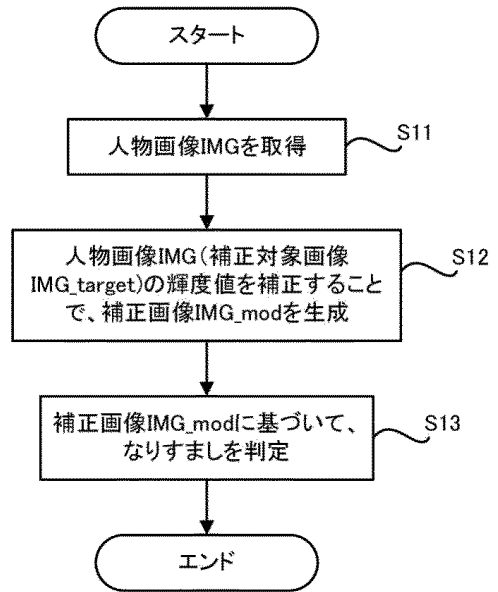 スタート
人物画像IMGを取得
S11
人物画像IMG(補正対象画像
IMG_target)の輝度値を補正すること
で、補正画像IMG_modを生成
S12
補正画像IMG_modに基づいて、
なりすましを判定
S13
エンド